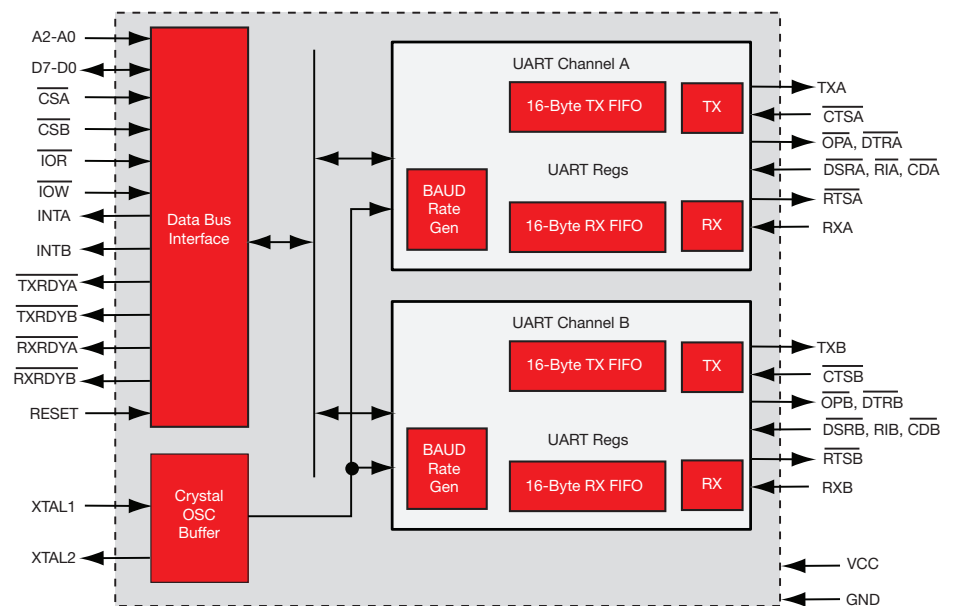 A2-A0
D7-D0
CSA
CSB
IOR
IOW
INTA
INTB
TXRDYA
TXRDYB
RXRDYA
RXRDYB
RESET
XTAL1
XTAL2
Data Bus
Interface
Crystal
OSC
Buffer
UART Channel A
16-Byte TX FIFO
TX
UART Regs
BAUD
Rate
Gen
16-Byte RX FIFO
RX
UART Channel B
16-Byte TX FIFO
TX
UART Regs
BAUD
Rate
Gen
16-Byte RX FIFO
RX
TXA
CTSA
OPA, DTRA
DSRA, RIA, CDA
RTSA
RXA
TXB
CTSB
OPB, DTRB
DSRB, RIB, CDB
RTSB
RXB
VCC
GND